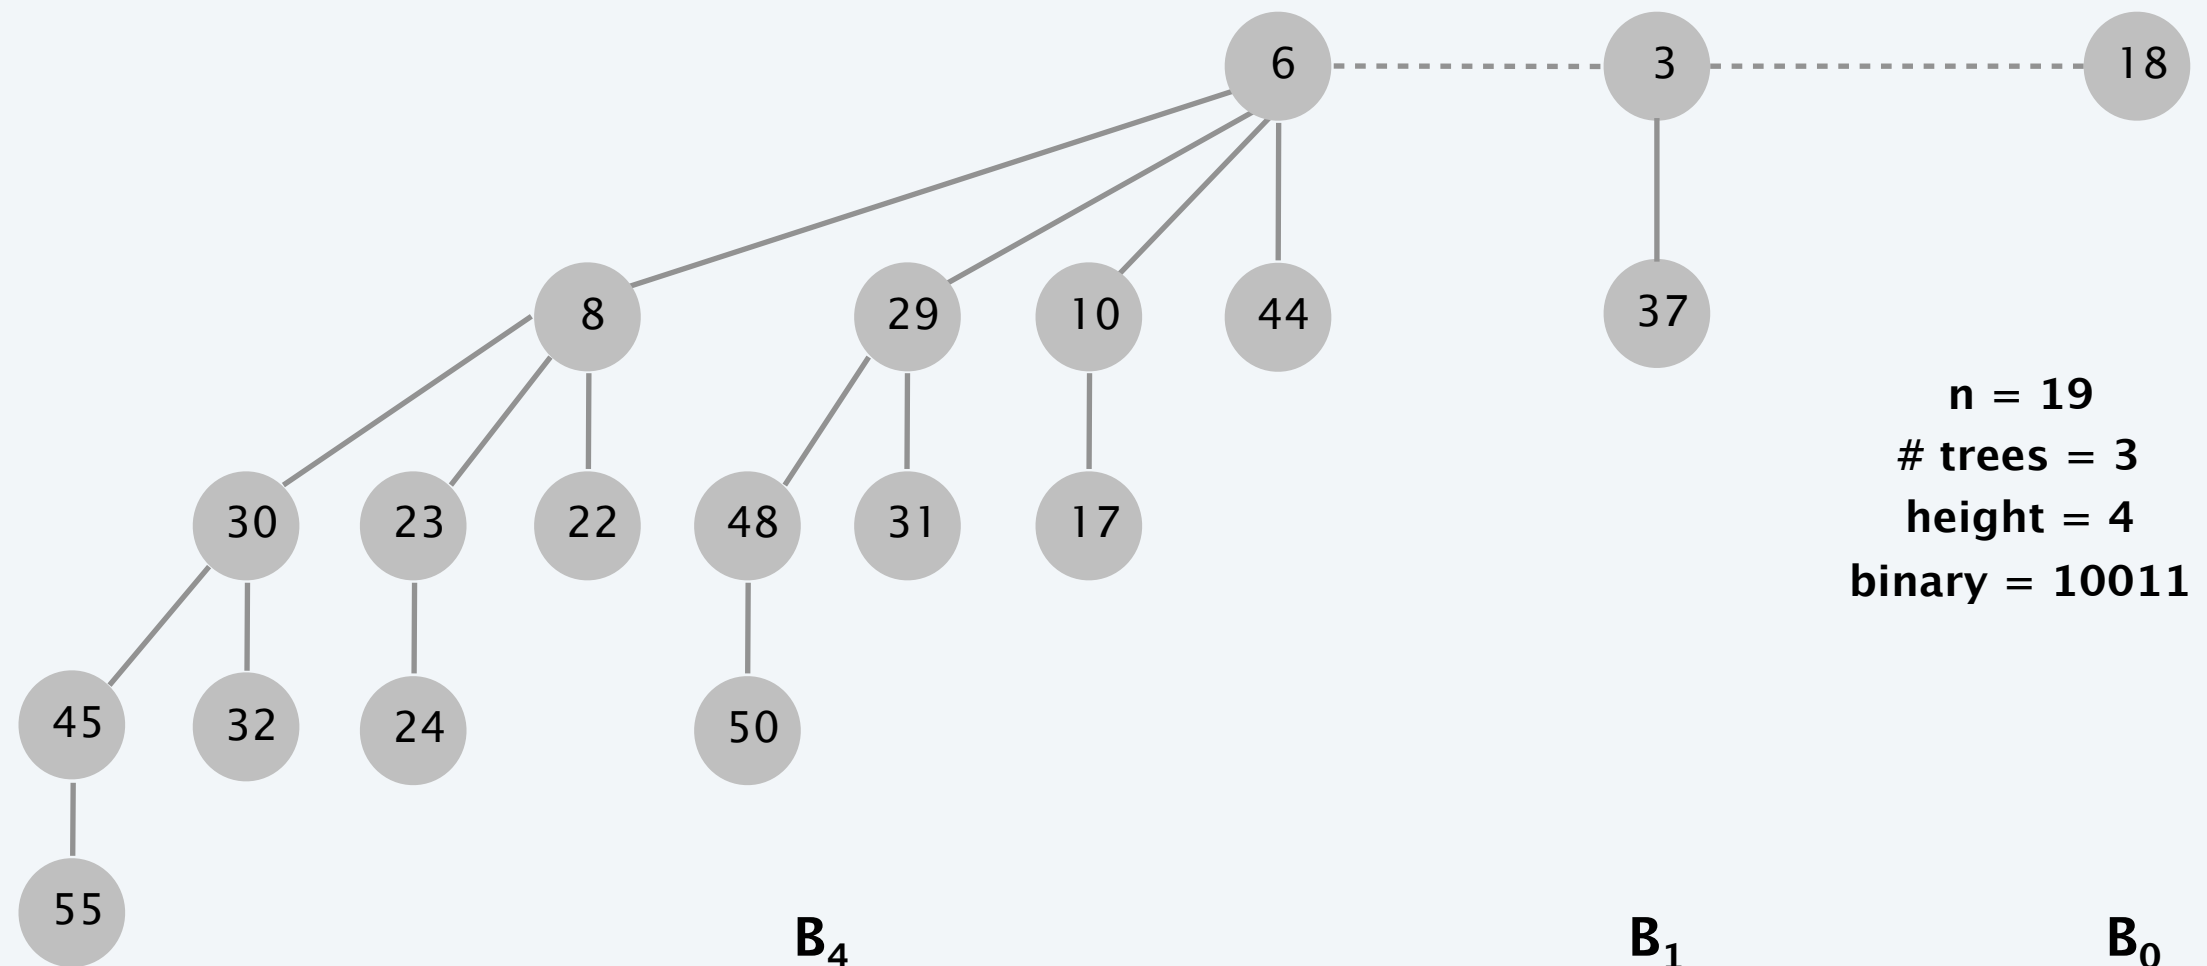 6 3 18
8 29 10 44 37
n = 19
# trees = 3
height = 4
binary = 10011
30 23 22 48 31 17
45 32 24 50
55
B₄ B₁ B₀